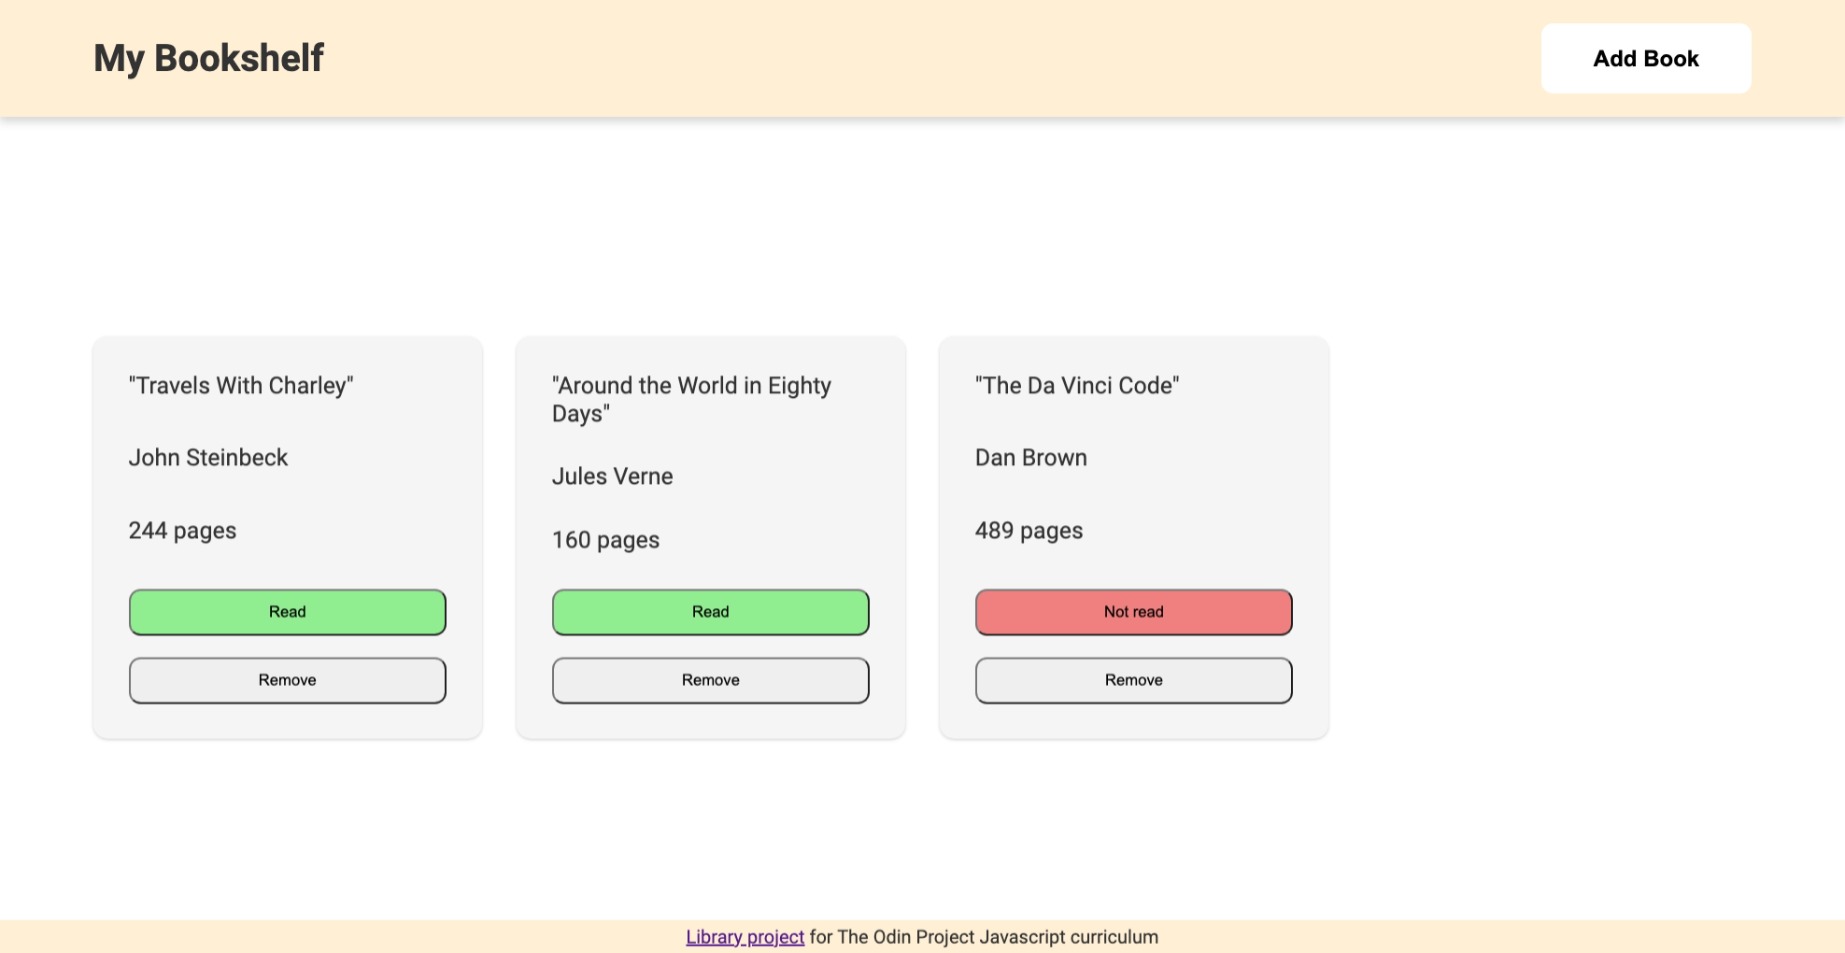 My Bookshelf
Add Book
"Travels With Charley"
John Steinbeck
244 pages
Read
Remove
"Around the World in Eighty
Days"
Jules Verne
160 pages
Read
Remove
"The Da Vinci Code"
Dan Brown
489 pages
Not read
Remove
Library project for The Odin Project Javascript curriculum